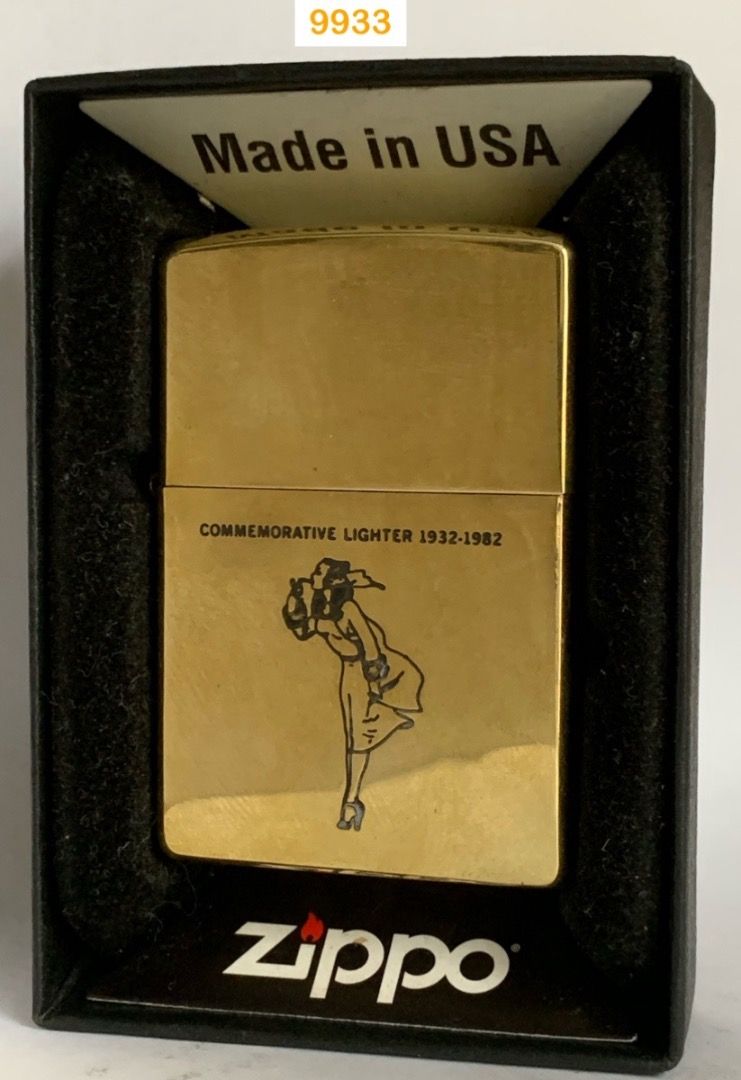 9933
Made in USA
COMMEMORATIVE LIGHTER 1932-1982
zippo